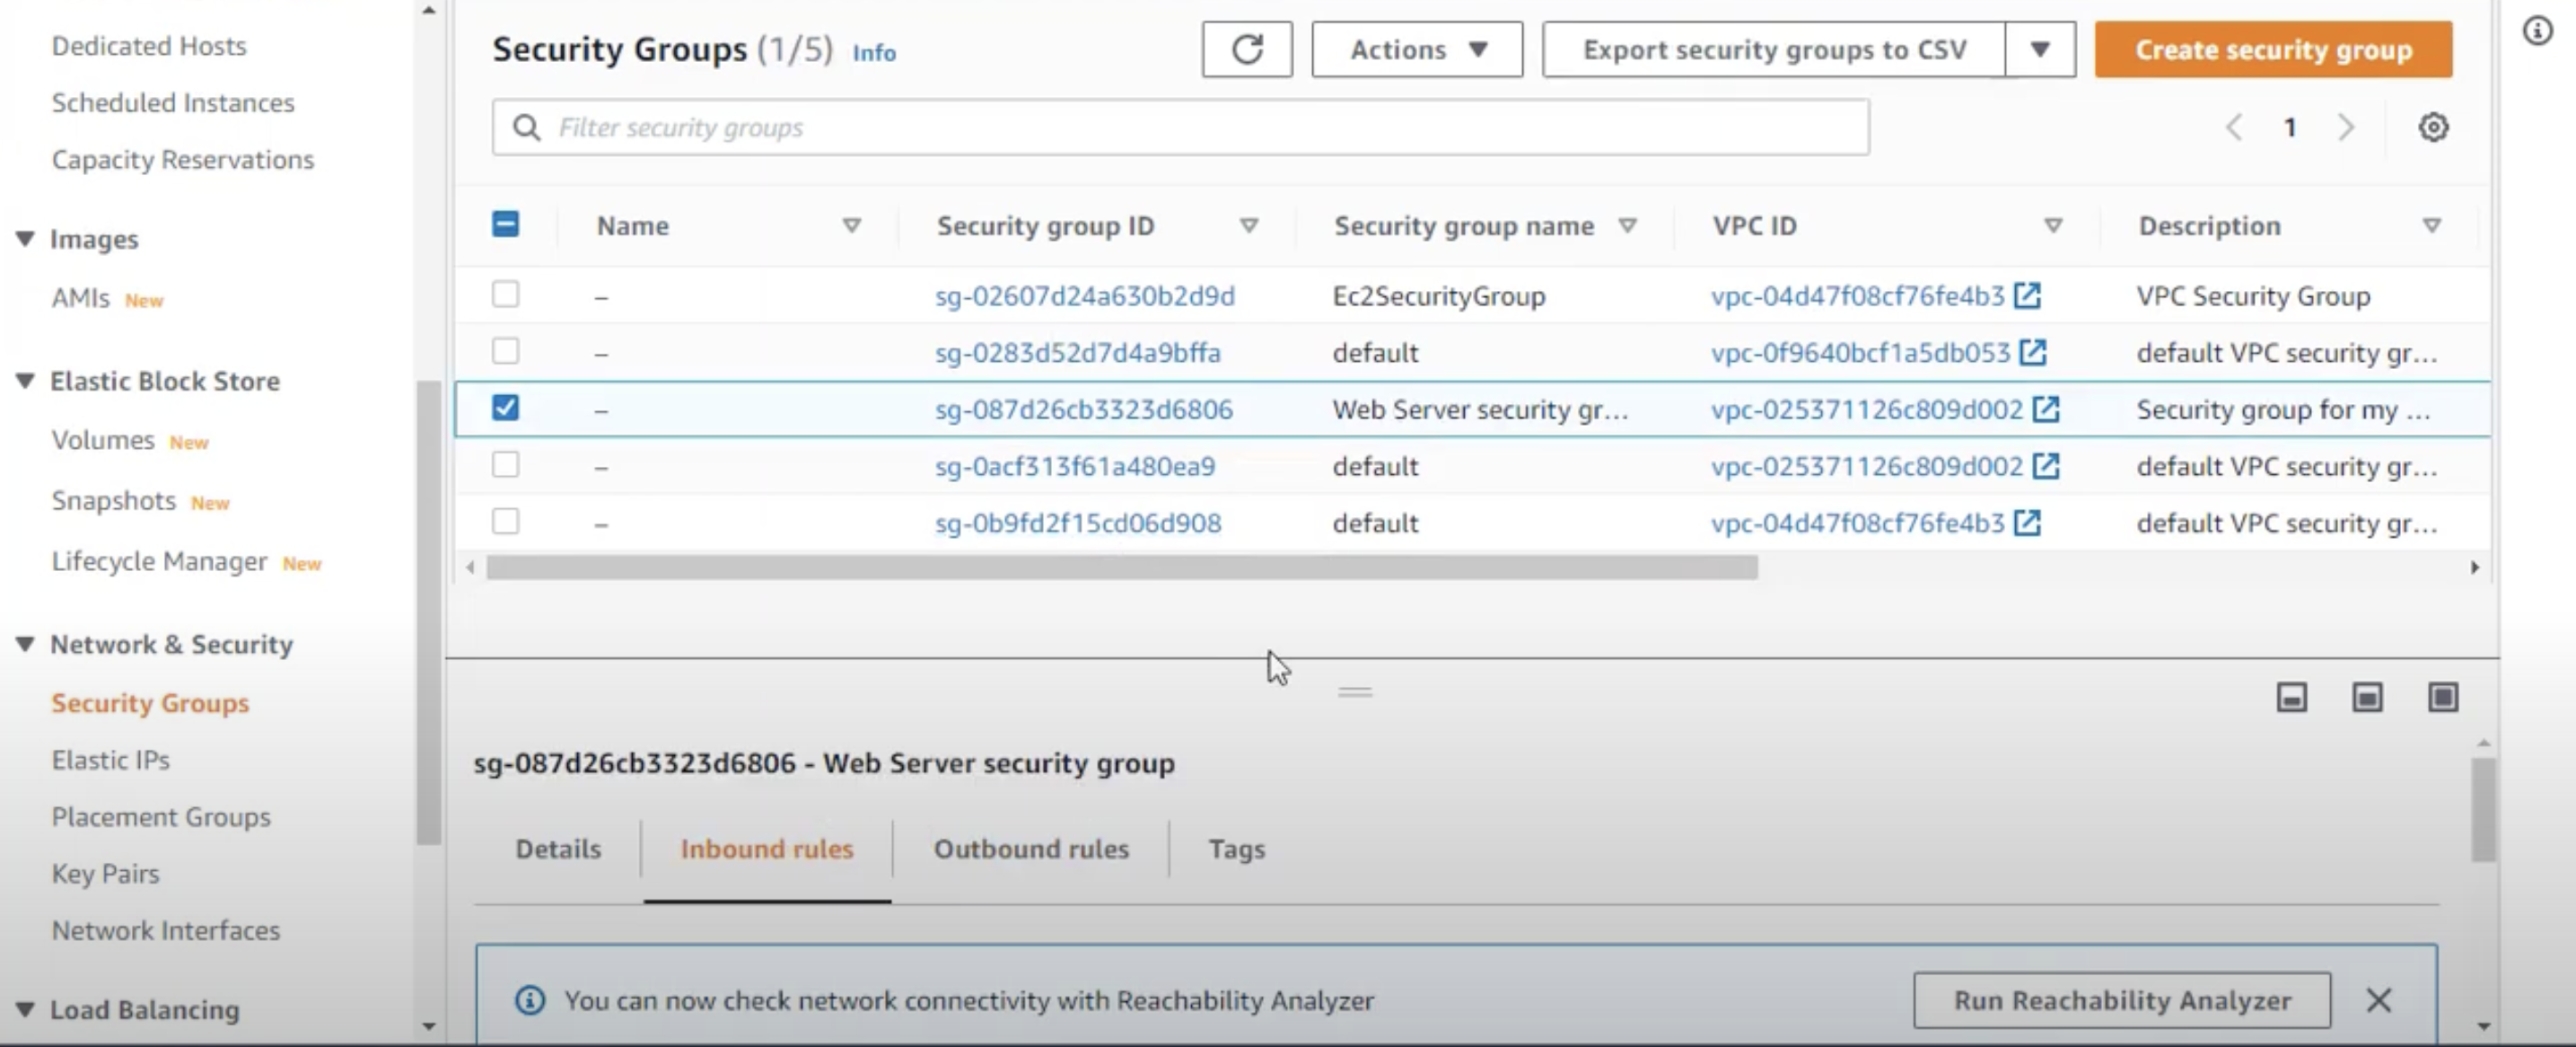 Dedicated Hosts
Scheduled Instances
Capacity Reservations
Images
AMIs New
Elastic Block Store
Volumes New
Snapshots New
Lifecycle Manager New
Network & Security
Security Groups
Elastic IPs
Placement Groups
Key Pairs
Network Interfaces
Load Balancing
Security Groups (1/5) Info
Actions
Export security groups to CSV
Create security group
Filter security groups
1
Name Security group ID Security group name VPC ID Description
– sg-02607d24a630b2d9d Ec2SecurityGroup vpc-04d47f08cf76fe4b3 VPC Security Group
– sg-0283d52d7d4a9bffa default vpc-0f9640bcf1a5db053 default VPC security gr...
– sg-087d26cb3323d6806 Web Server security gr... vpc-025371126c809d002 Security group for my ...
– sg-0acf313f61a480ea9 default vpc-025371126c809d002 default VPC security gr...
– sg-0b9fd2f15cd06d908 default vpc-04d47f08cf76fe4b3 default VPC security gr...
sg-087d26cb3323d6806 - Web Server security group
Details Inbound rules Outbound rules Tags
You can now check network connectivity with Reachability Analyzer
Run Reachability Analyzer